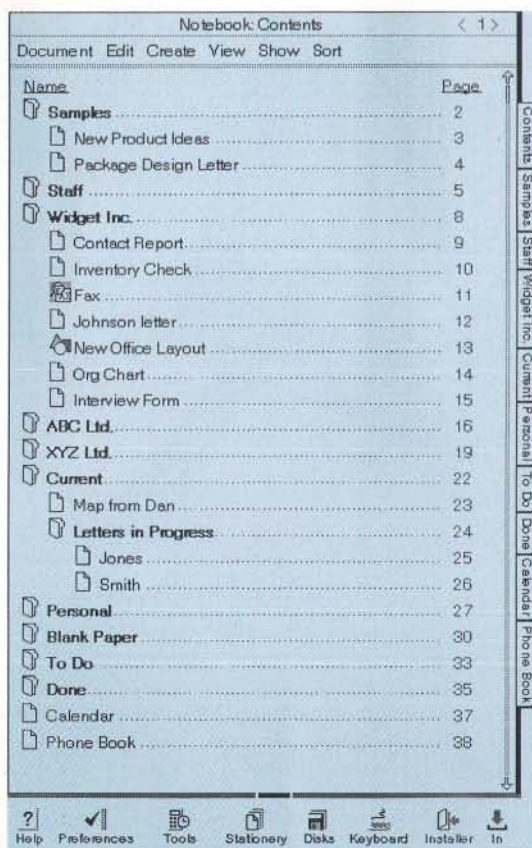 Notebook: Contents < 1 >
Document Edit Create View Show Sort
Name Page
Samples 2
New Product Ideas 3
Package Design Letter 4
Staff 5
Widget Inc. 8
Contact Report 9
Inventory Check 10
Fax 11
Johnson letter 12
New Office Layout 13
Org Chart 14
Interview Form 15
ABC Ltd. 16
XYZ Ltd. 19
Current 22
Map from Dan 23
Letters in Progress 24
Jones 25
Smith 26
Personal 27
Blank Paper 30
To Do 33
Done 35
Calendar 37
Phone Book 38
Contents
Samples
Staff
Widget Inc.
Current
Personal
To Do
Done
Calendar
Phone Book
? Help Preferences Tools Stationery Disks Keyboard Installer In